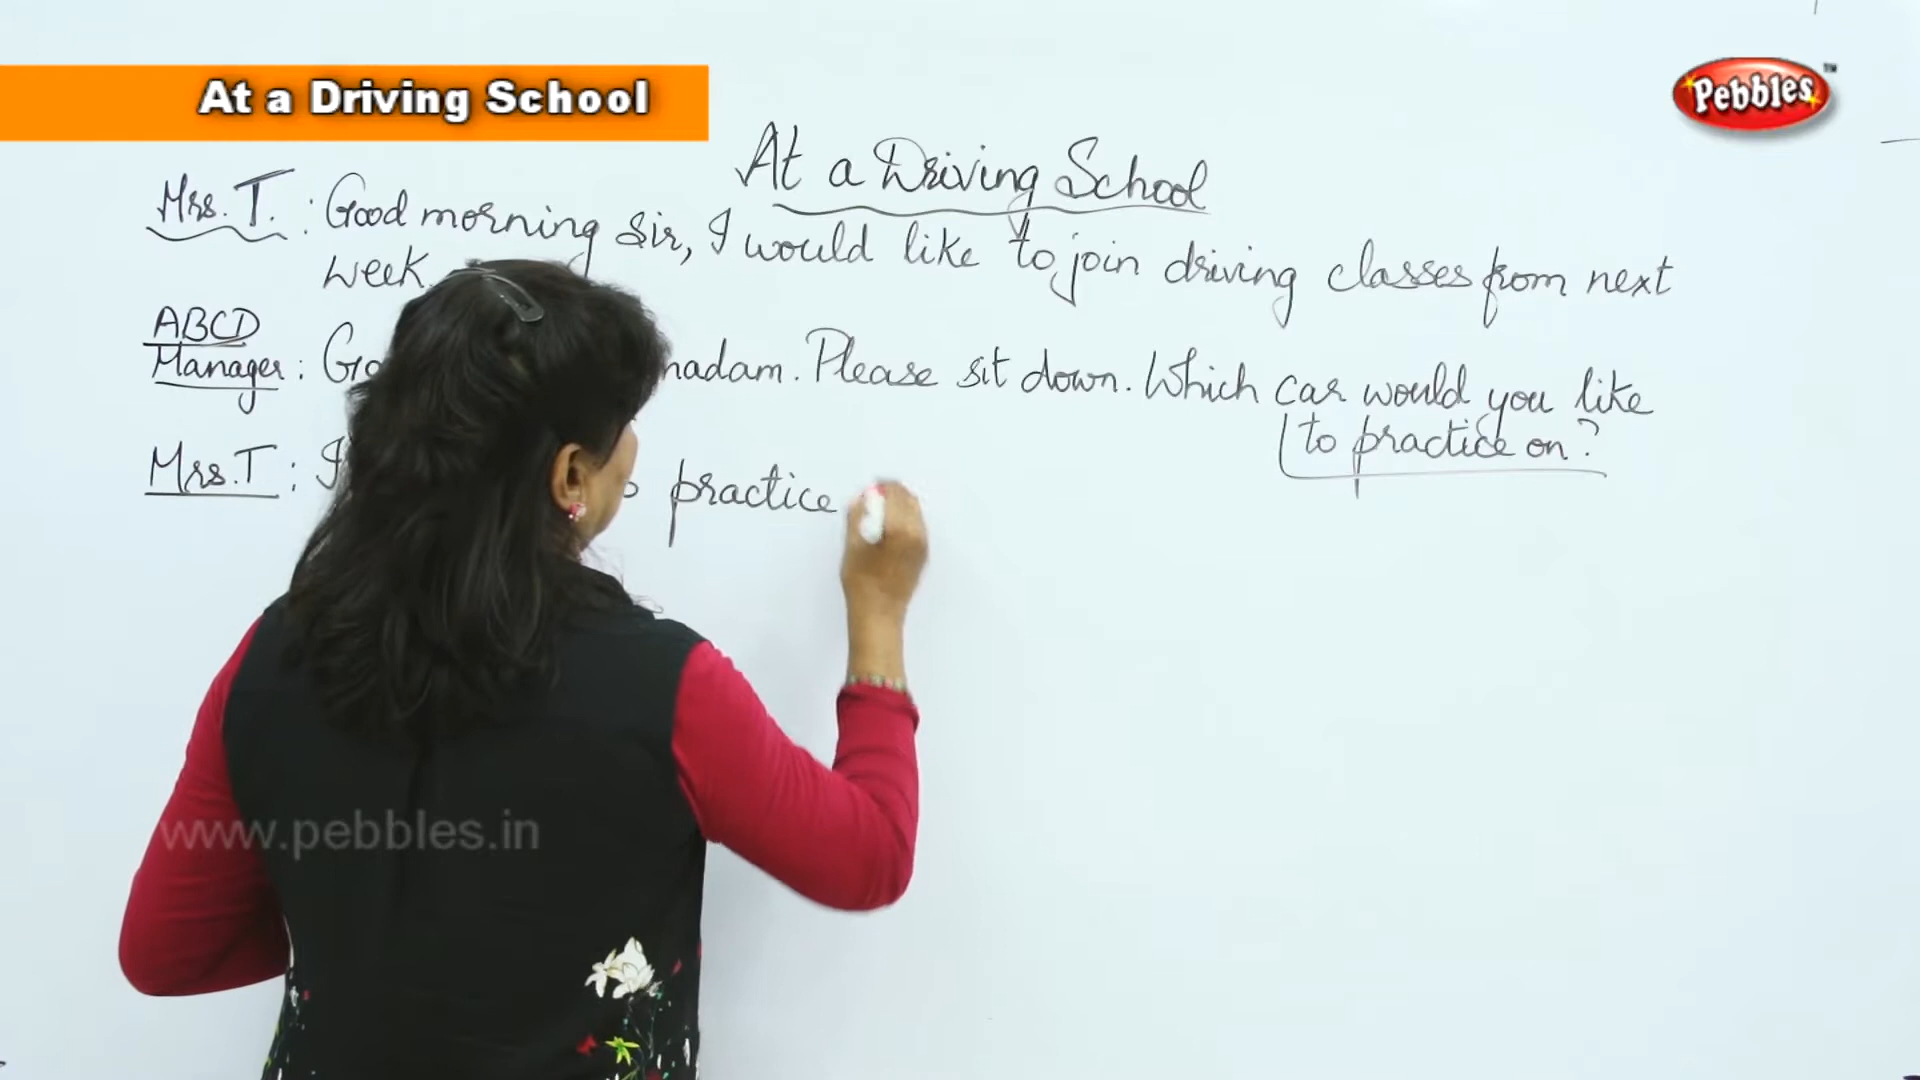 At a Driving School
Pebbles™
At a Driving School
Mrs. T. : Good morning sir, I would like to join driving classes from next
week.
ABCD
Manager : madam. Please sit down. Which car would you like
to practice on?
Mrs. T : I practice
www.pebbles.in